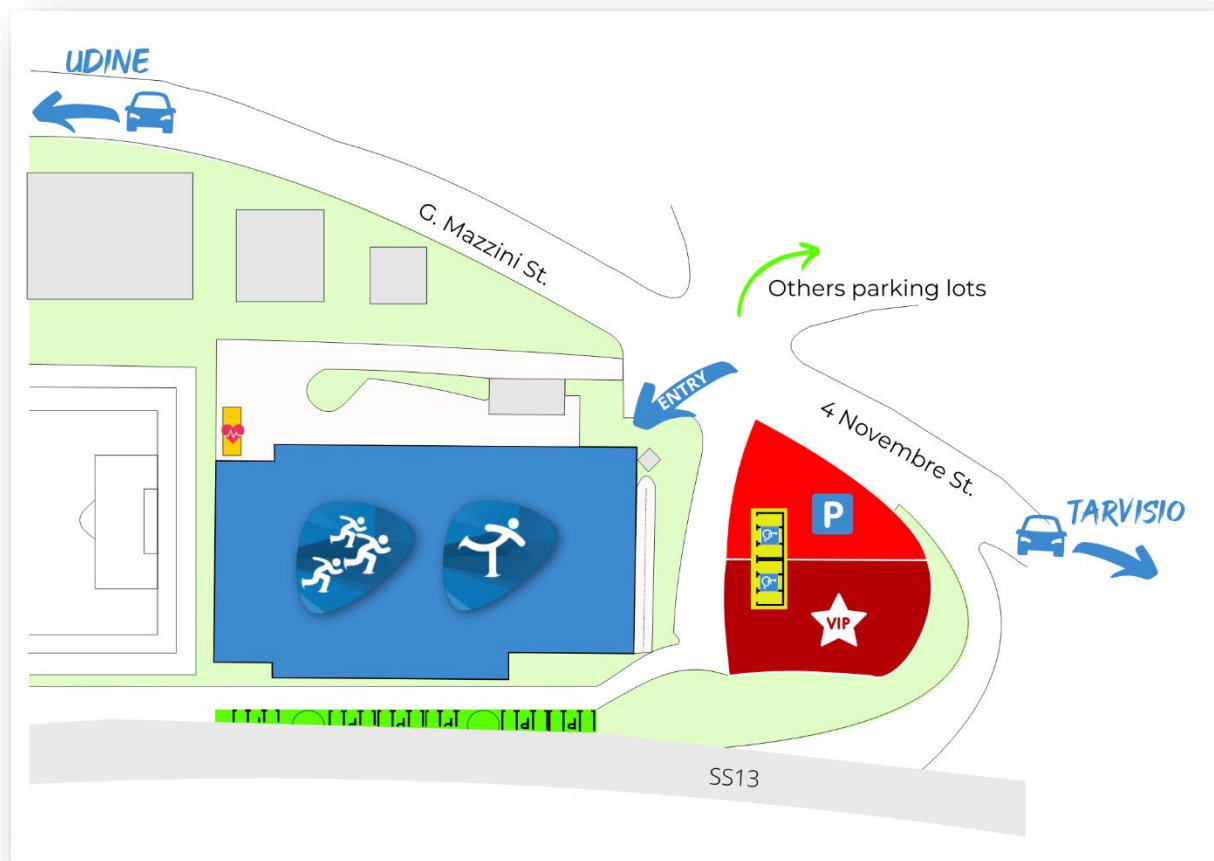 UDINE
G. Mazzini St.
Others parking lots
ENTRY
4 Novembre St.
P
TARVISIO
VIP
P
P
P
P
P
P
SS13